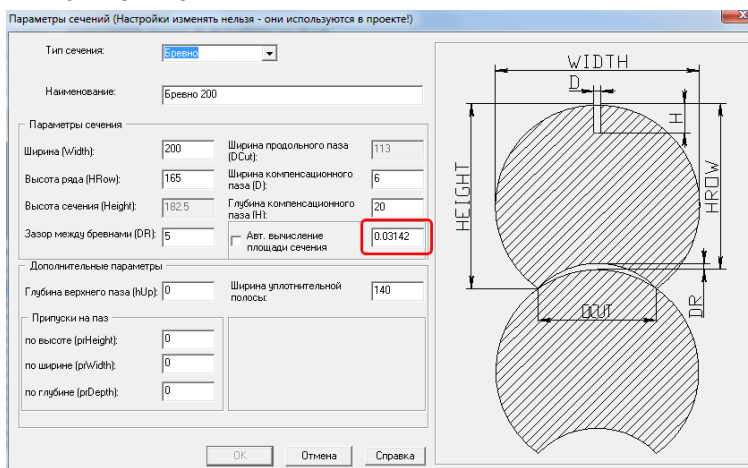 Параметры сечений (Настройки изменять нельзя - они используются в проекте!)
Тип сечения: Бревно
Наименование: Бревно 200
Параметры сечения
Ширина (Width): 200 Ширина продольного паза (DCut): 113
Высота ряда (HRow): 165 Ширина компенсационного паза (D): 6
Высота сечения (Height): 182.5 Глубина компенсационного паза (H): 20
Зазор между бревнами (DR): 5 Авт. вычисление площади сечения 0.03142
Дополнительные параметры
Глубина верхнего паза (hUp): 0 Ширина уплотнительной полосы: 140
Припуски на паз
по высоте (prHeight): 0
по ширине (prWidth): 0
по глубине (prDepth): 0
OK Отмена Справка
WIDTH
D
H
HEIGHT
HROW
DCUT
DR